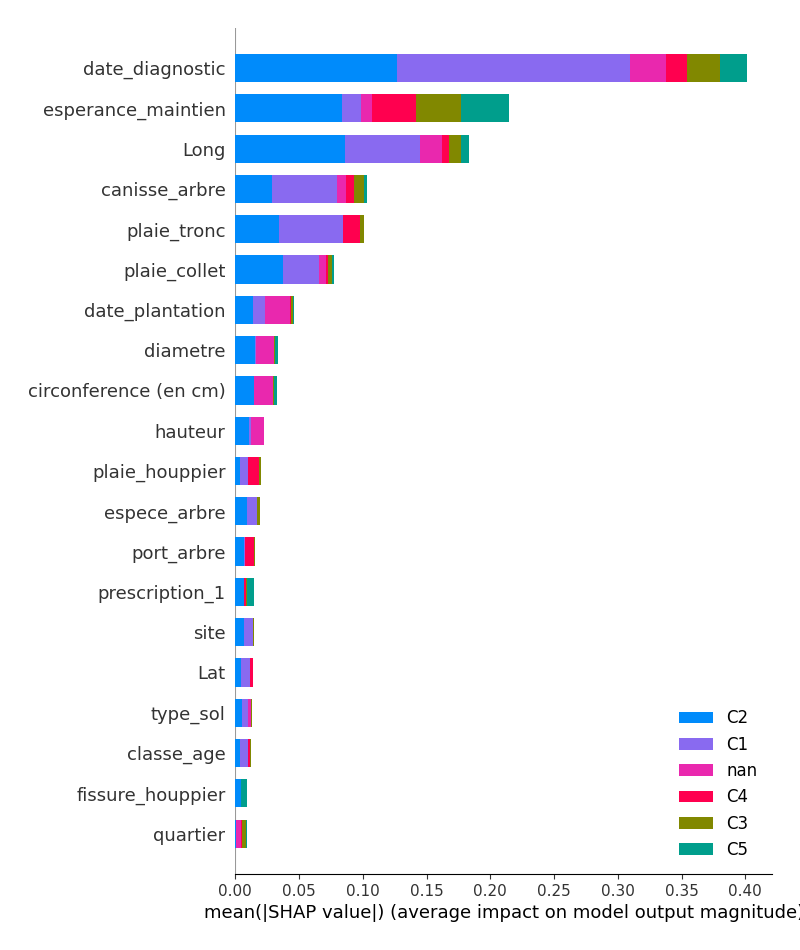 date_diagnostic
esperance_maintien
Long
canisse_arbre
plaie_tronc
plaie_collet
date_plantation
diametre
circonference (en cm)
hauteur
plaie_houppier
espece_arbre
port_arbre
prescription_1
site
Lat
type_sol
classe_age
fissure_houppier
quartier
C2
C1
nan
C4
C3
C5
0.00 0.05 0.10 0.15 0.20 0.25 0.30 0.35 0.40
mean(|SHAP value|) (average impact on model output magnitude)